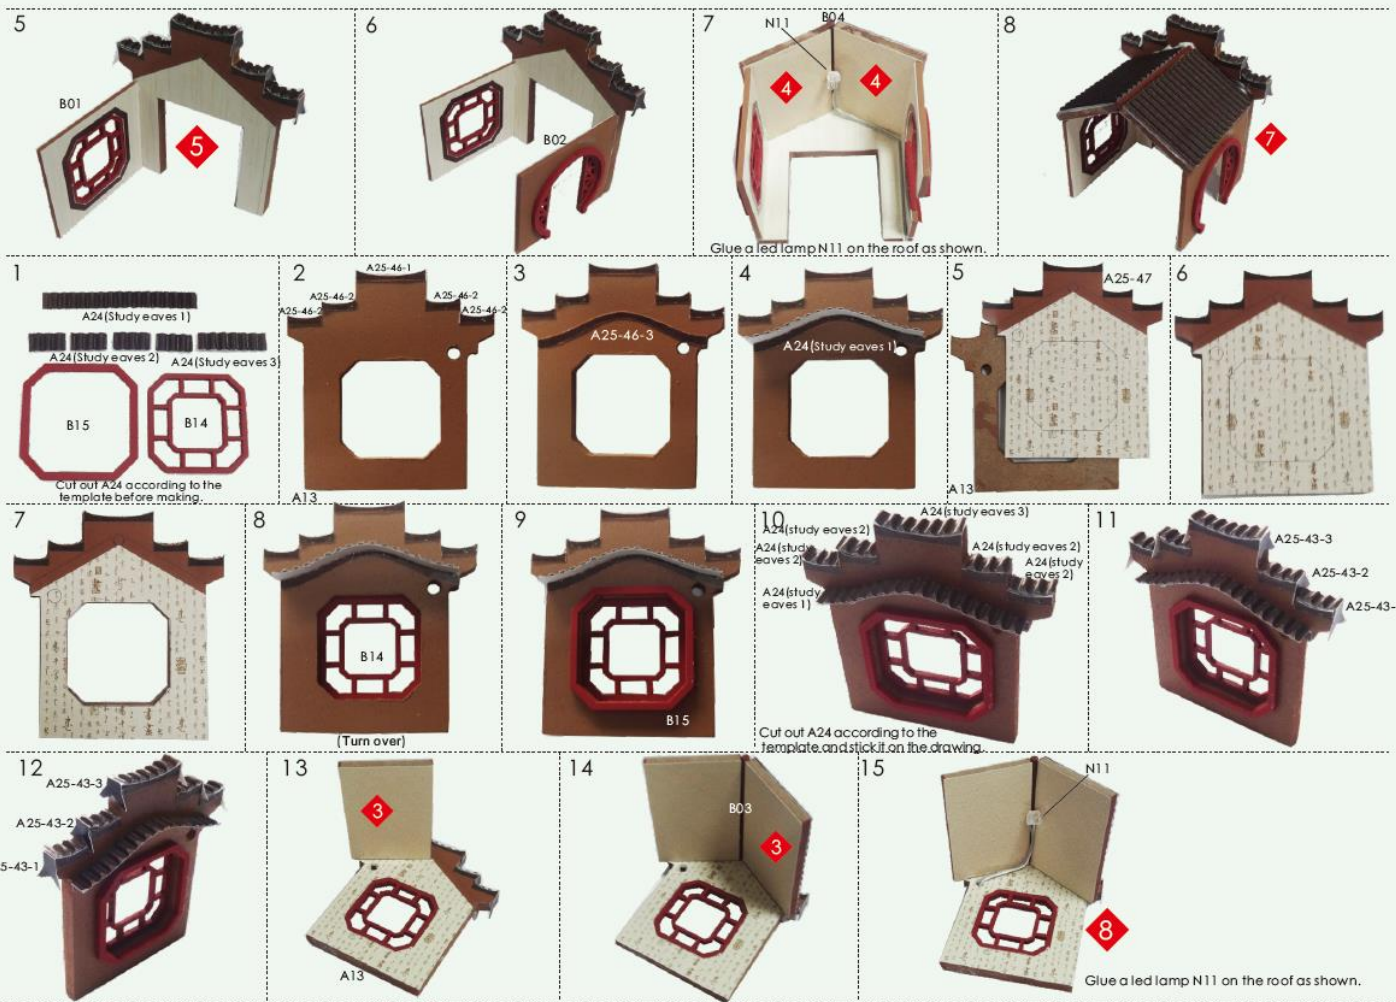 5
B01
5
6
B02
7
N11
B04
4
4
Glue a led lamp N11 on the roof as shown.
8
7
1
A24(Study eaves 1)
A24(Study eaves 2)
A24(Study eaves 3)
B15
B14
Cut out A24 according to the
template before making.
2
A25-46-1
A25-46-2
A25-46-2
A25-46-2
A25-46-2
A13
3
A25-46-3
4
A24(Study eaves 1)
5
A25-47
A13
6
7
8
B14
(Turn over)
9
B15
10
A24(study eaves 3)
A24(study eaves 2)
A24(study
eaves 2)
A24(study eaves 2)
A24(study
eaves 2)
A24(study
eaves 1)
Cut out A24 according to the
template and stick it on the drawing.
11
A25-43-3
A25-43-2
A25-43-
12
A25-43-3
A25-43-2
5-43-1
13
3
A13
14
B03
3
15
N11
8
Glue a led lamp N11 on the roof as shown.